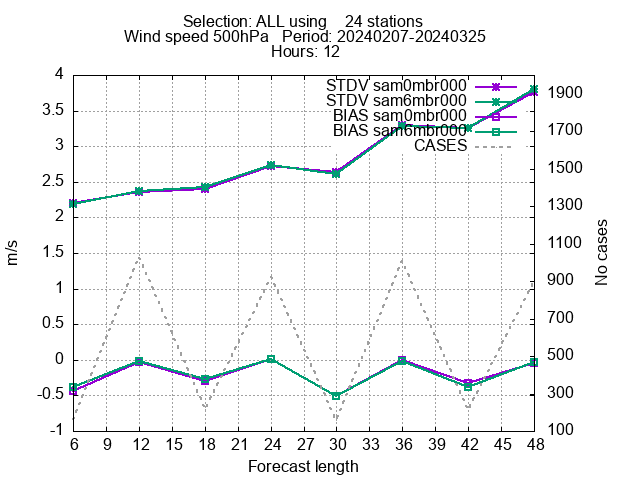 Selection: ALL using    24 stations
Wind speed 500hPa   Period: 20240207-20240325
Hours: 12
STDV sam0mbr000
STDV sam6mbr000
BIAS sam0mbr000
BIAS sam6mbr000
CASES
4
3.5
3
2.5
2
1.5
1
0.5
0
-0.5
-1
m/s
1900
1700
1500
1300
1100
900
700
500
300
100
No cases
6 9 12 15 18 21 24 27 30 33 36 39 42 45 48
Forecast length